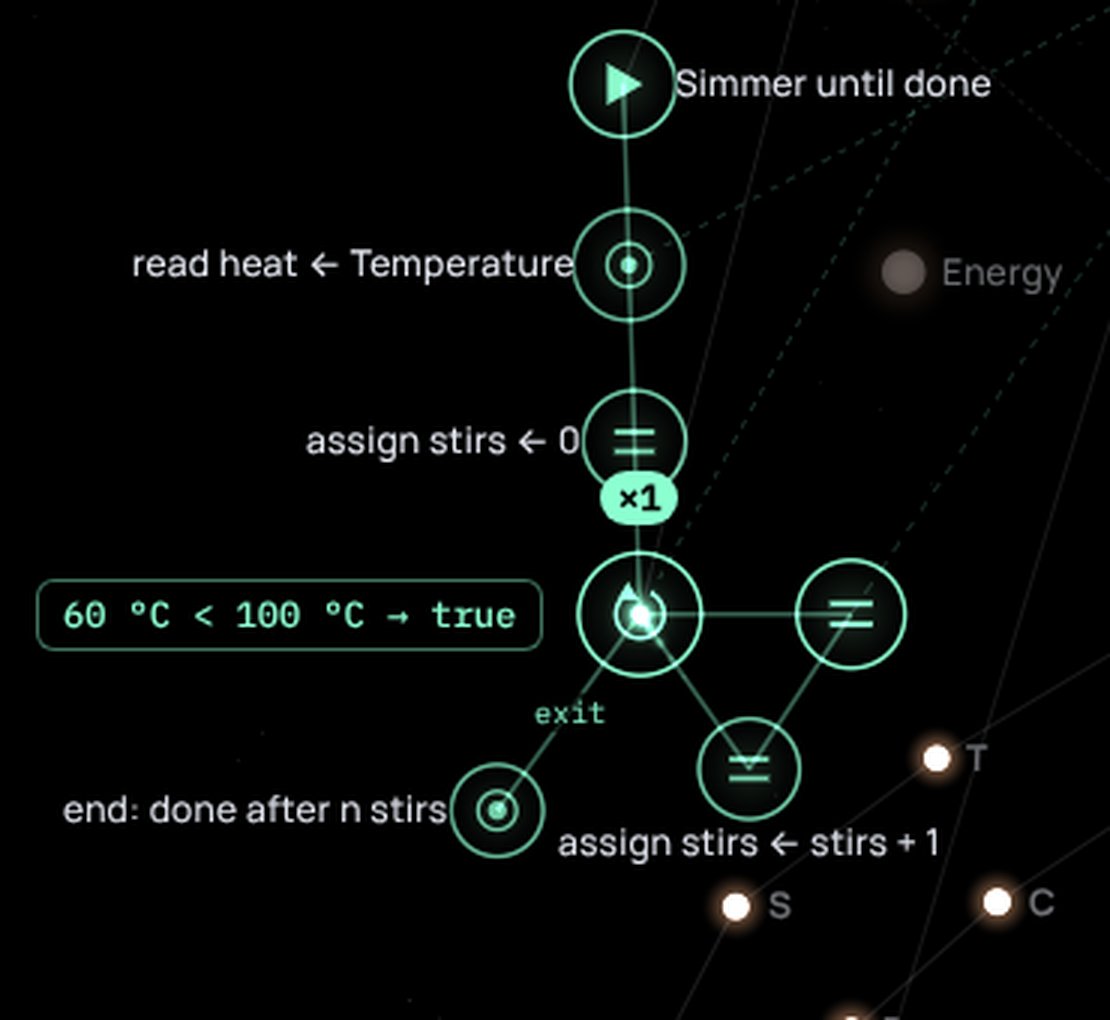 Simmer until done
read heat ← Temperature
Energy
assign stirs ← 0
×1
60 °C < 100 °C → true
exit
T
end: done after n stirs
assign stirs ← stirs + 1
S
C